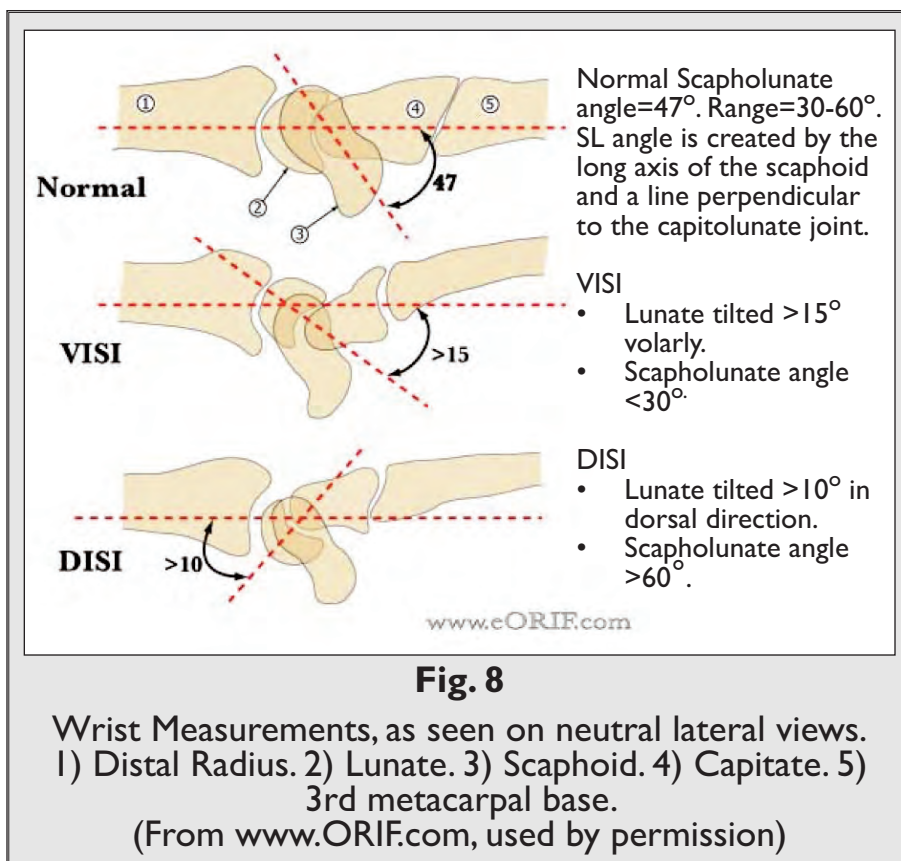 ①
④
⑤
Normal
②
③
47
Normal Scapholunate
angle=47°. Range=30-60°.
SL angle is created by the
long axis of the scaphoid
and a line perpendicular
to the capitolunate joint.
VISI
>15
VISI
• Lunate tilted >15°
volarly.
• Scapholunate angle
<30°.
DISI
>10
DISI
• Lunate tilted >10° in
dorsal direction.
• Scapholunate angle
>60°.
www.eORIF.com
Fig. 8
Wrist Measurements, as seen on neutral lateral views.
1) Distal Radius. 2) Lunate. 3) Scaphoid. 4) Capitate. 5)
3rd metacarpal base.
(From www.ORIF.com, used by permission)